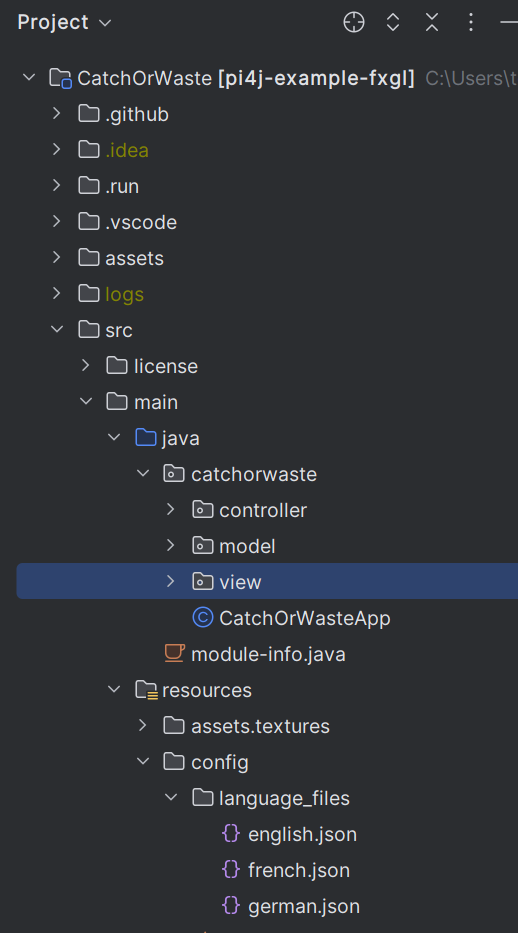 Project
CatchOrWaste [pi4j-example-fxgl] C:\Users\t
.github
.idea
.run
.vscode
assets
logs
src
license
main
java
catchorwaste
controller
model
view
CatchOrWasteApp
module-info.java
resources
assets.textures
config
language_files
english.json
french.json
german.json